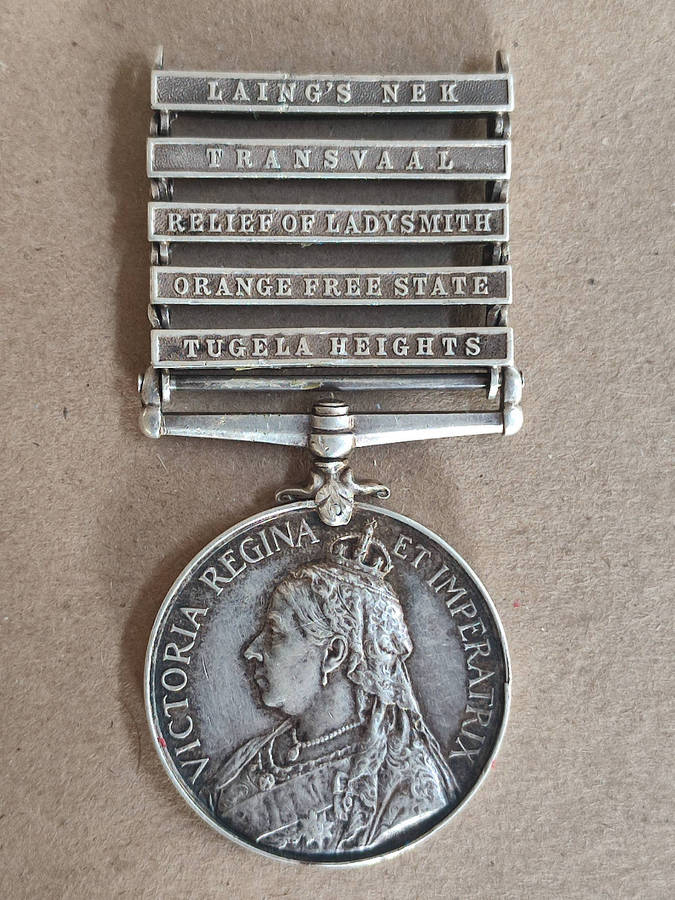 LAING'S NEK
TRANSVAAL
RELIEF OF LADYSMITH
ORANGE FREE STATE
TUGELA HEIGHTS
VICTORIA REGINA ET IMPERATRIX